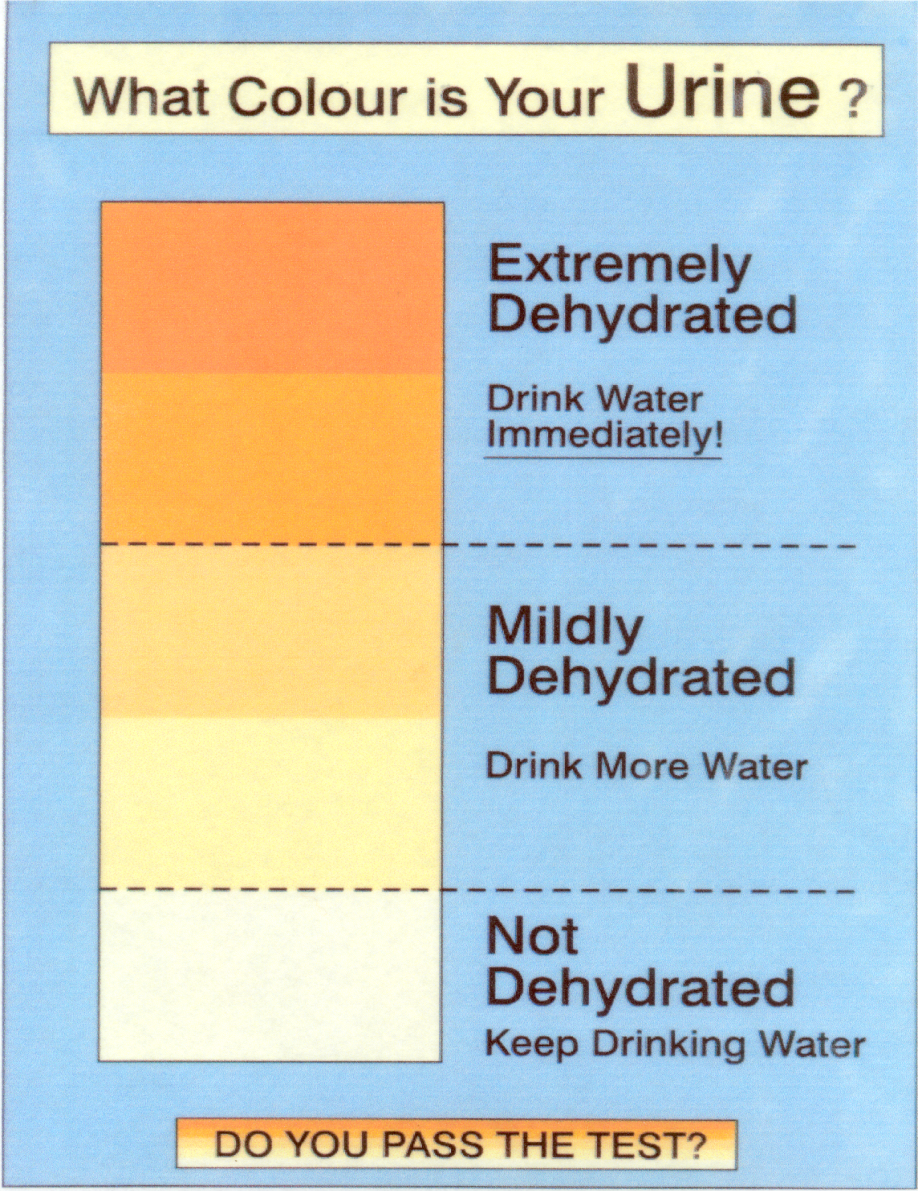 What Colour is Your Urine ?
Extremely
Dehydrated
Drink Water
Immediately!
Mildly
Dehydrated
Drink More Water
Not
Dehydrated
Keep Drinking Water
DO YOU PASS THE TEST?